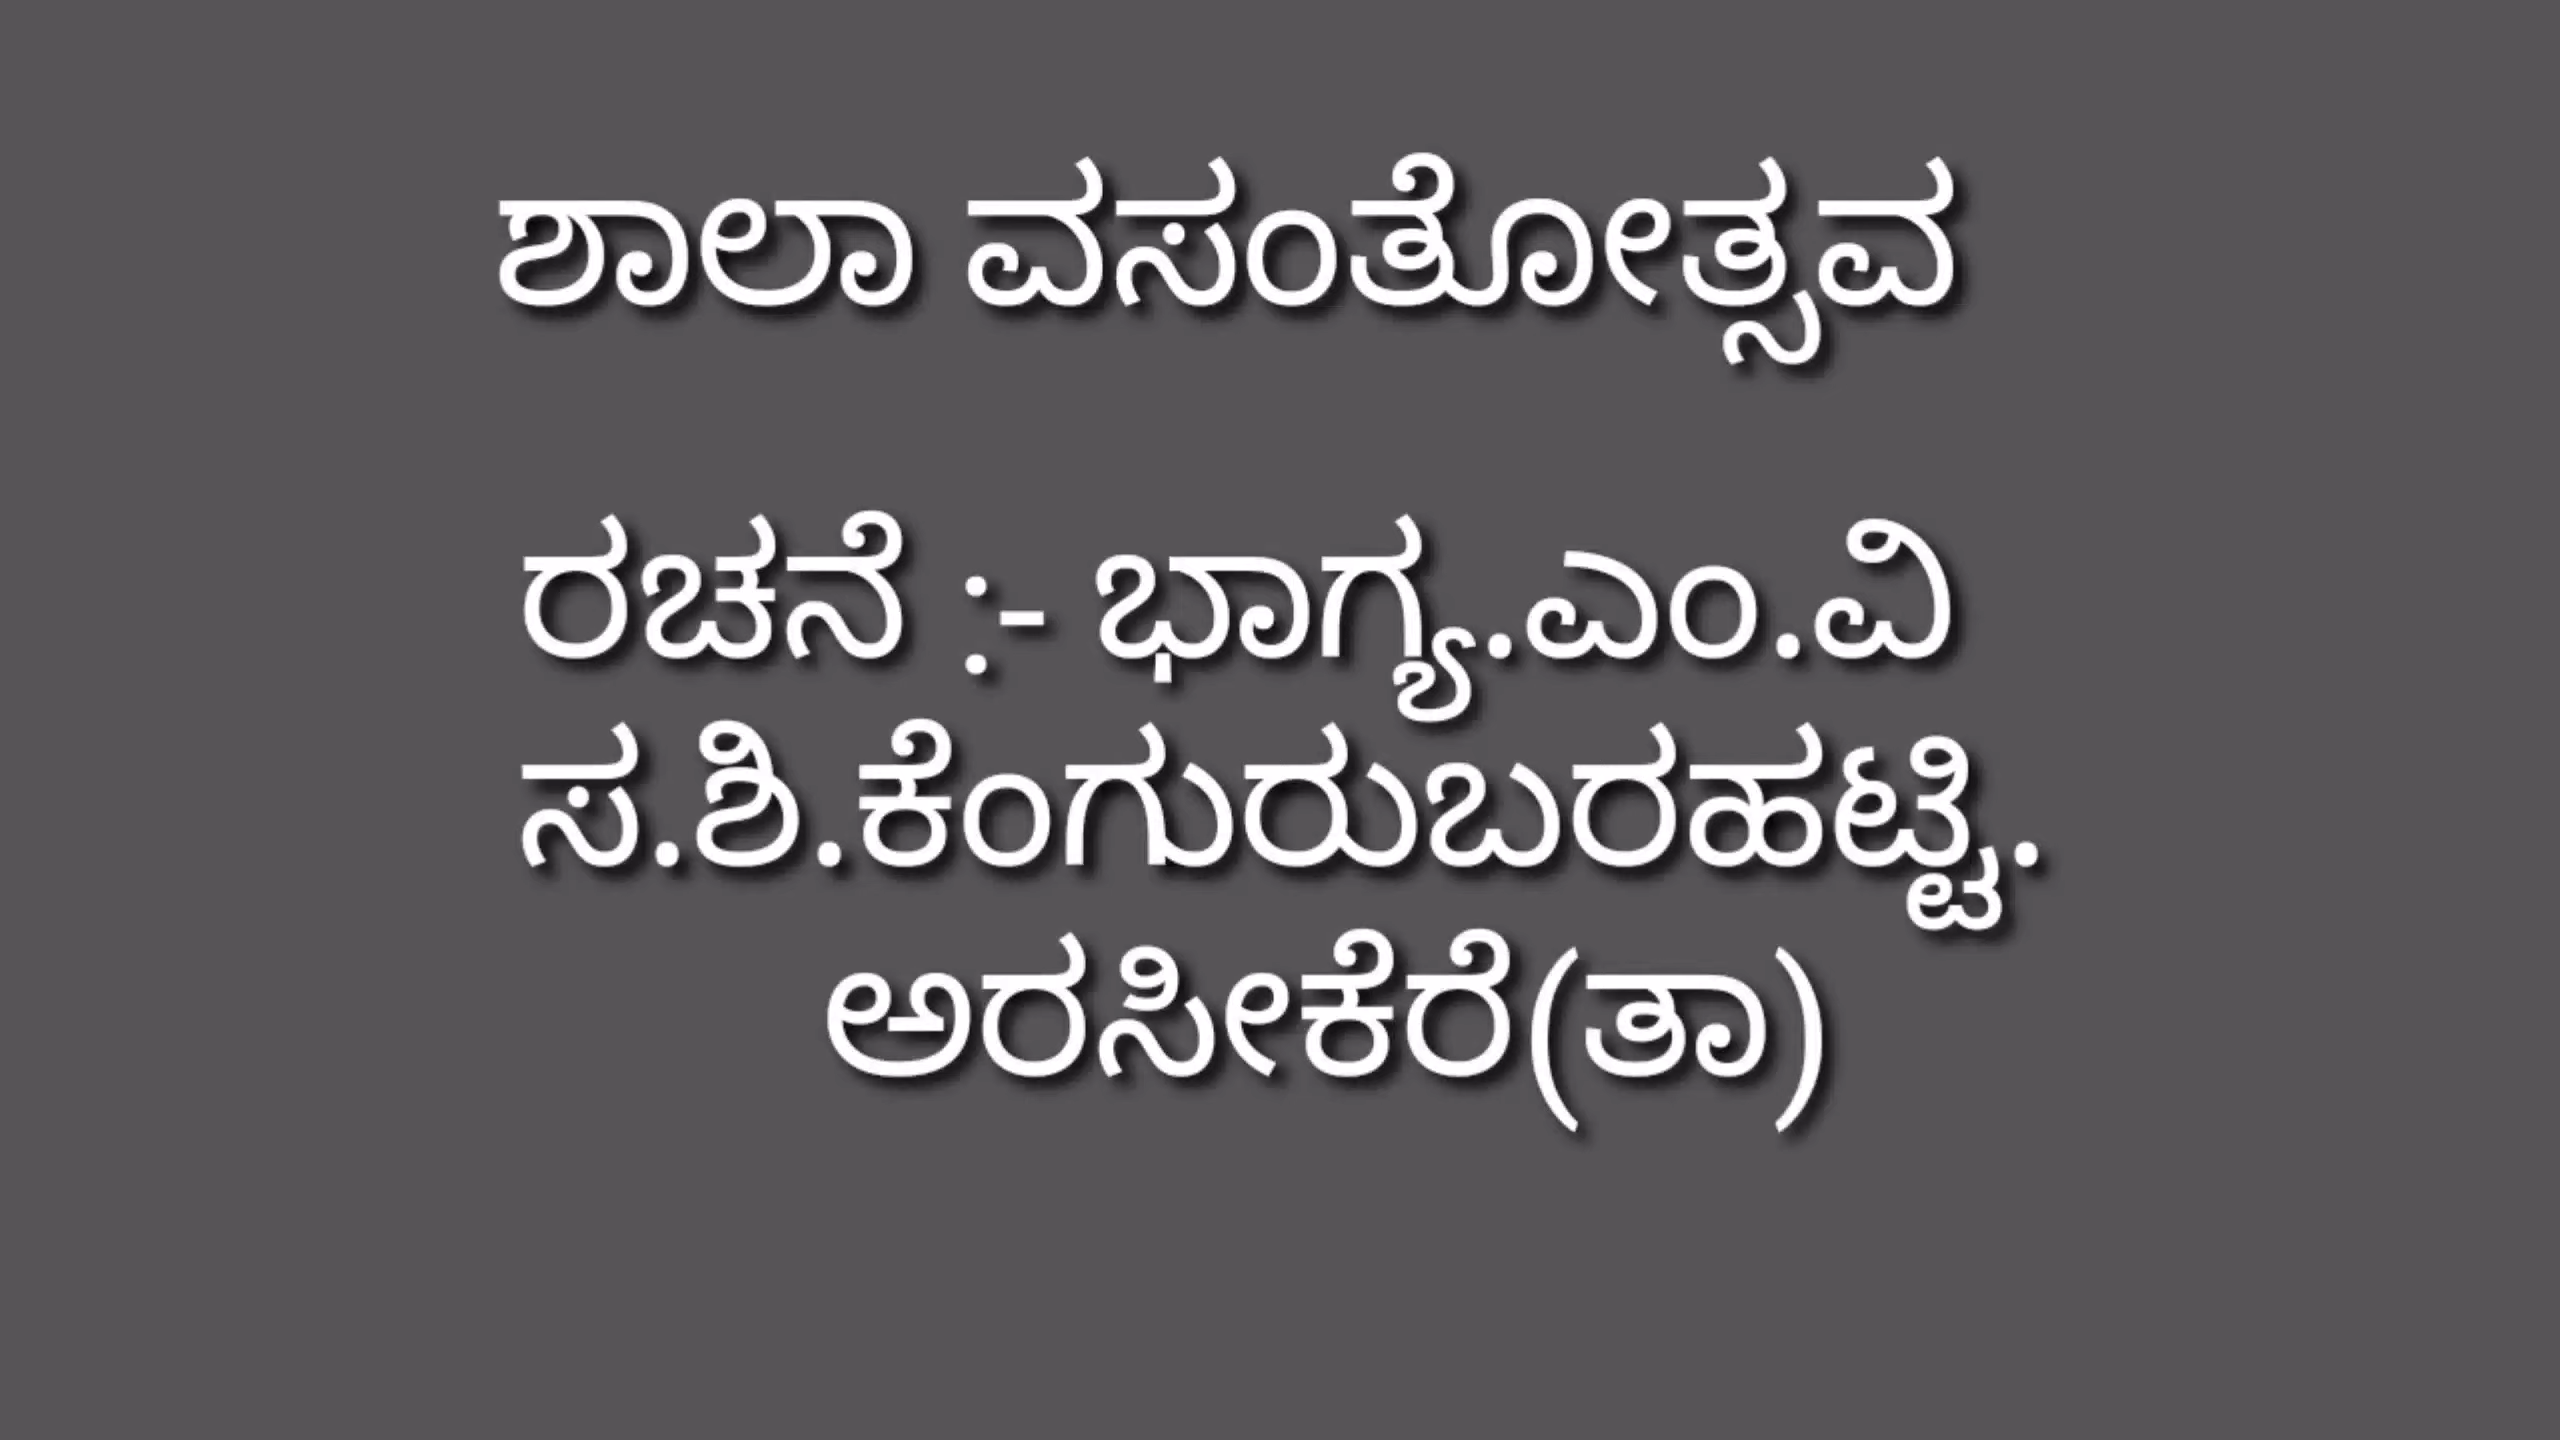 ಶಾಲಾ ವಸಂತೋತ್ಸವ
ರಚನೆ :- ಭಾಗ್ಯ.ಎಂ.ವಿ
ಸ.ಶಿ.ಕೆಂಗುರುಬರಹಟ್ಟಿ.
ಅರಸೀಕೆರೆ(ತಾ)